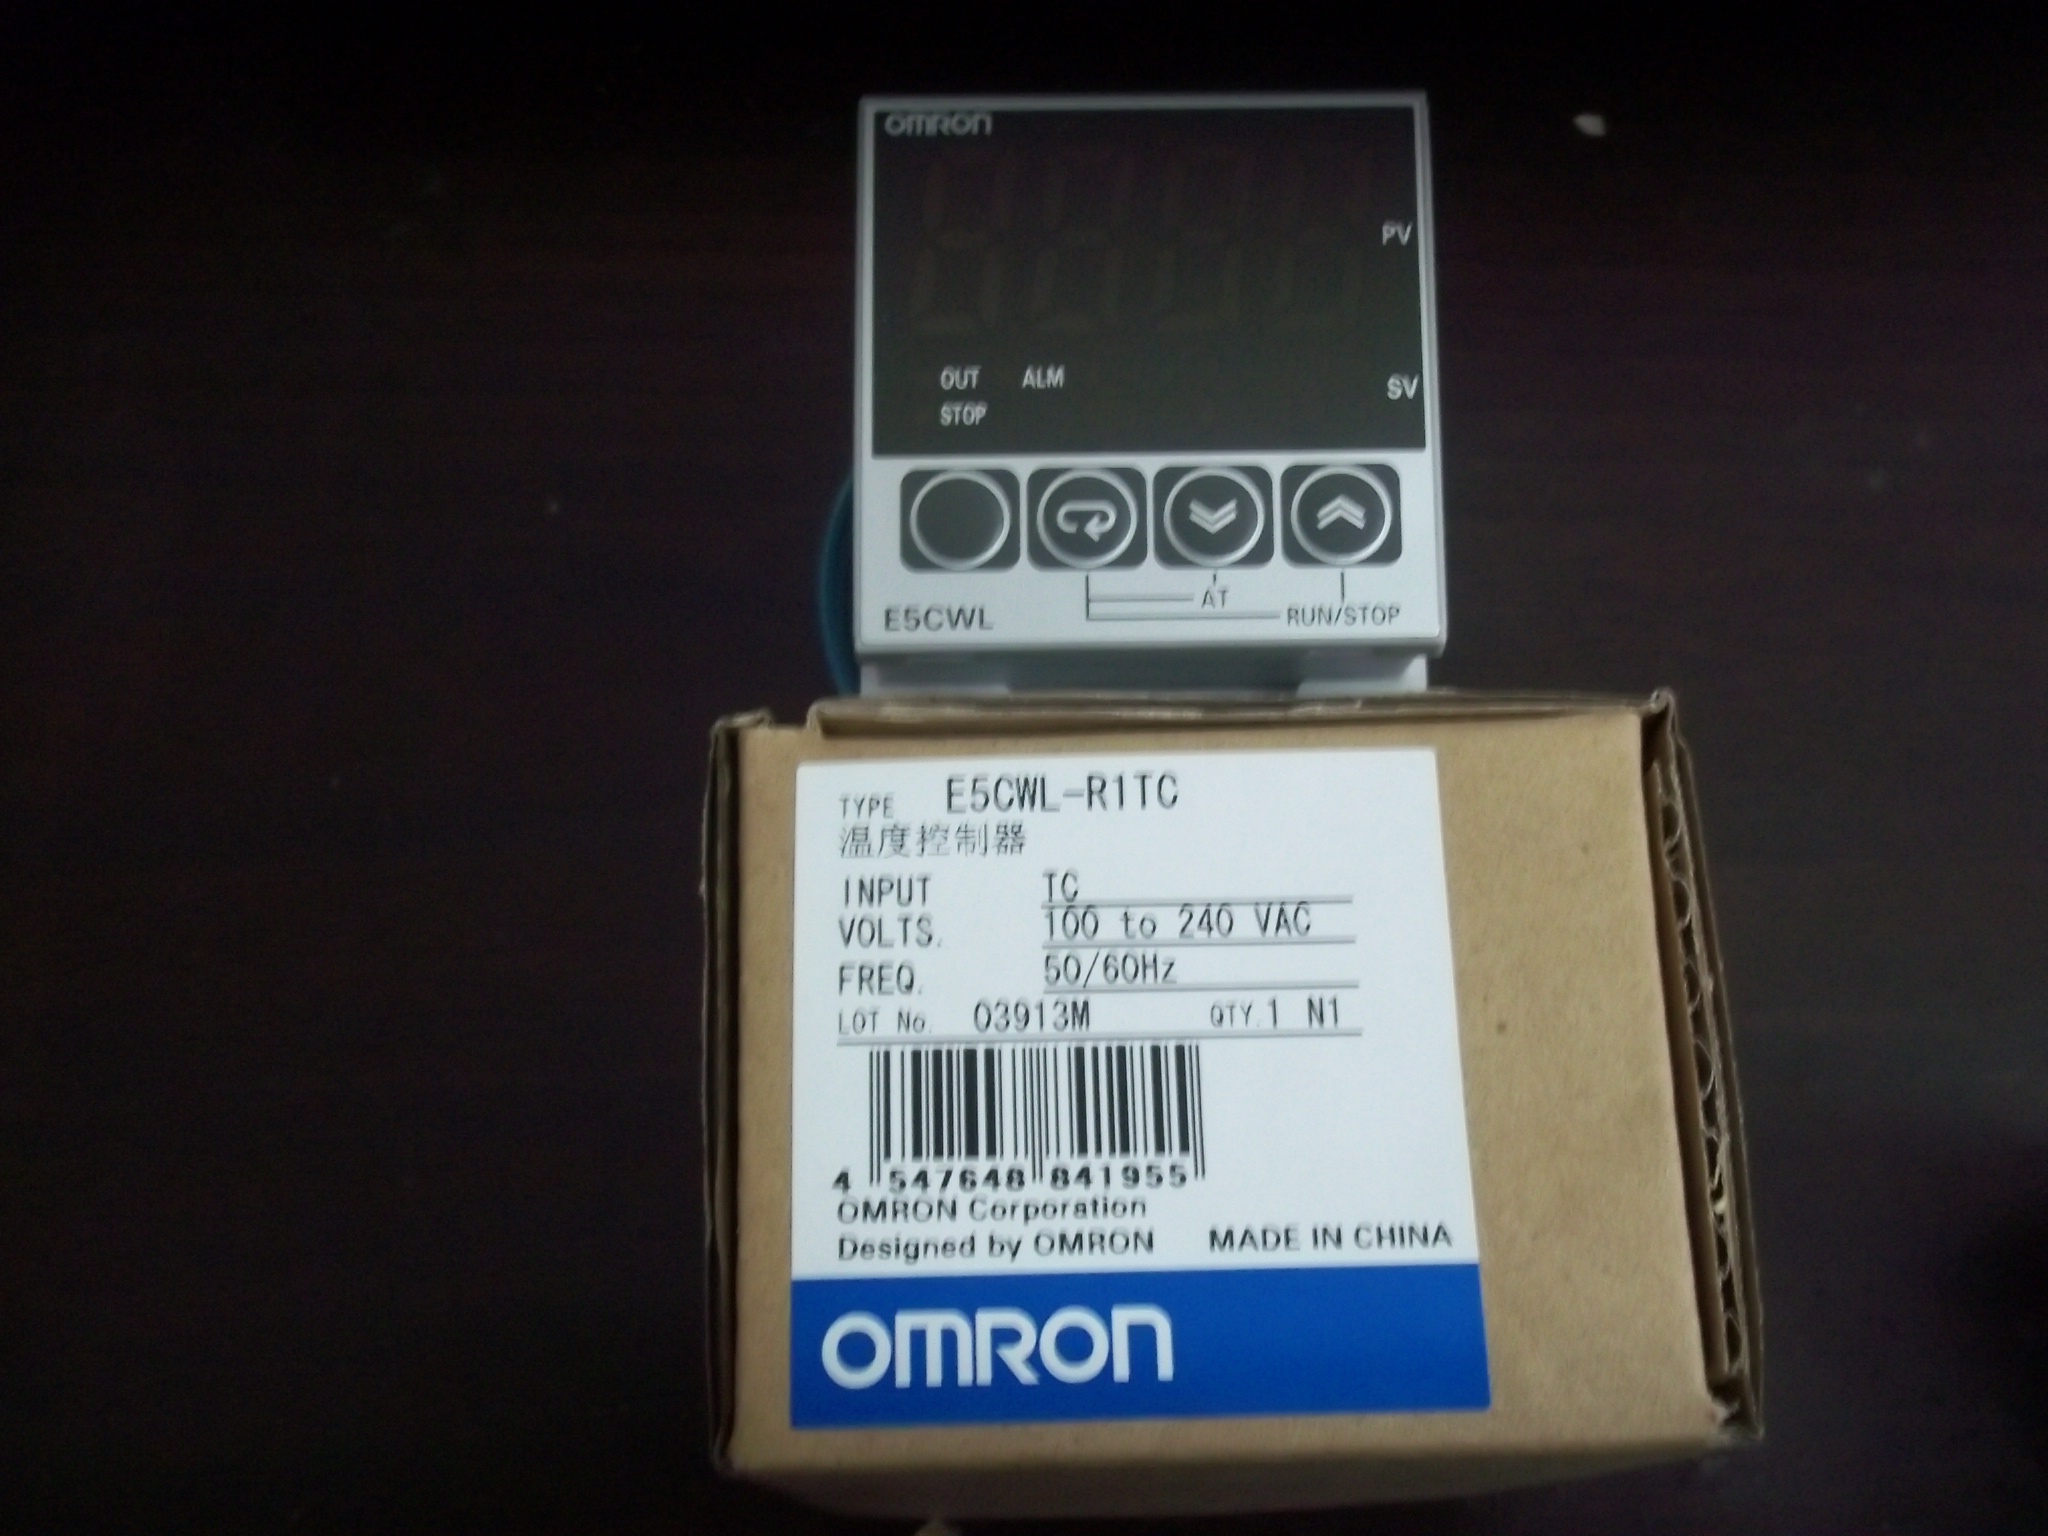 OMRON
PV
OUT ALM
SV
STOP
AT
E5CWL
RUN/STOP
TYPE E5CWL-R1TC
温度控制器
INPUT TC
VOLTS. 100 to 240 VAC
FREQ. 50/60Hz
LOT No. 03913M QTY.1 N1
4 547648 841955
OMRON Corporation
Designed by OMRON MADE IN CHINA
OMRON